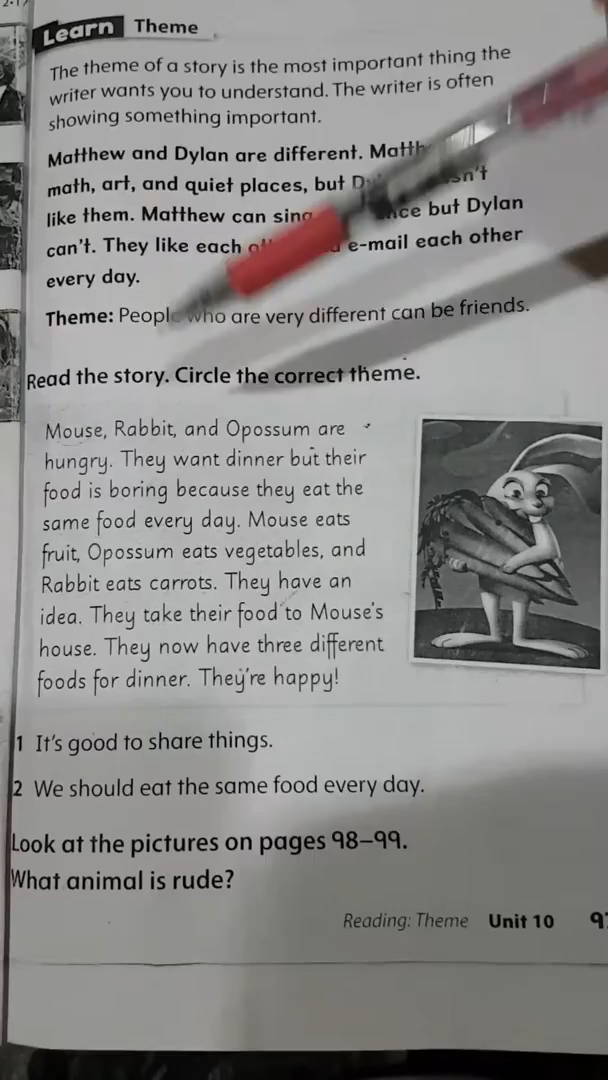 Learn Theme
The theme of a story is the most important thing the
writer wants you to understand. The writer is often
showing something important.
Matthew and Dylan are different.
math, art, and quiet places, but
like them. Matthew can sing but Dylan
can't. They like each e-mail each other
every day.
Theme: People who are very different can be friends.
Read the story. Circle the correct theme.
Mouse, Rabbit, and Opossum are
hungry. They want dinner but their
food is boring because they eat the
same food every day. Mouse eats
fruit, Opossum eats vegetables, and
Rabbit eats carrots. They have an
idea. They take their food to Mouse's
house. They now have three different
foods for dinner. They're happy!
1 It's good to share things.
2 We should eat the same food every day.
Look at the pictures on pages 98–99.
What animal is rude?
Reading: Theme Unit 10